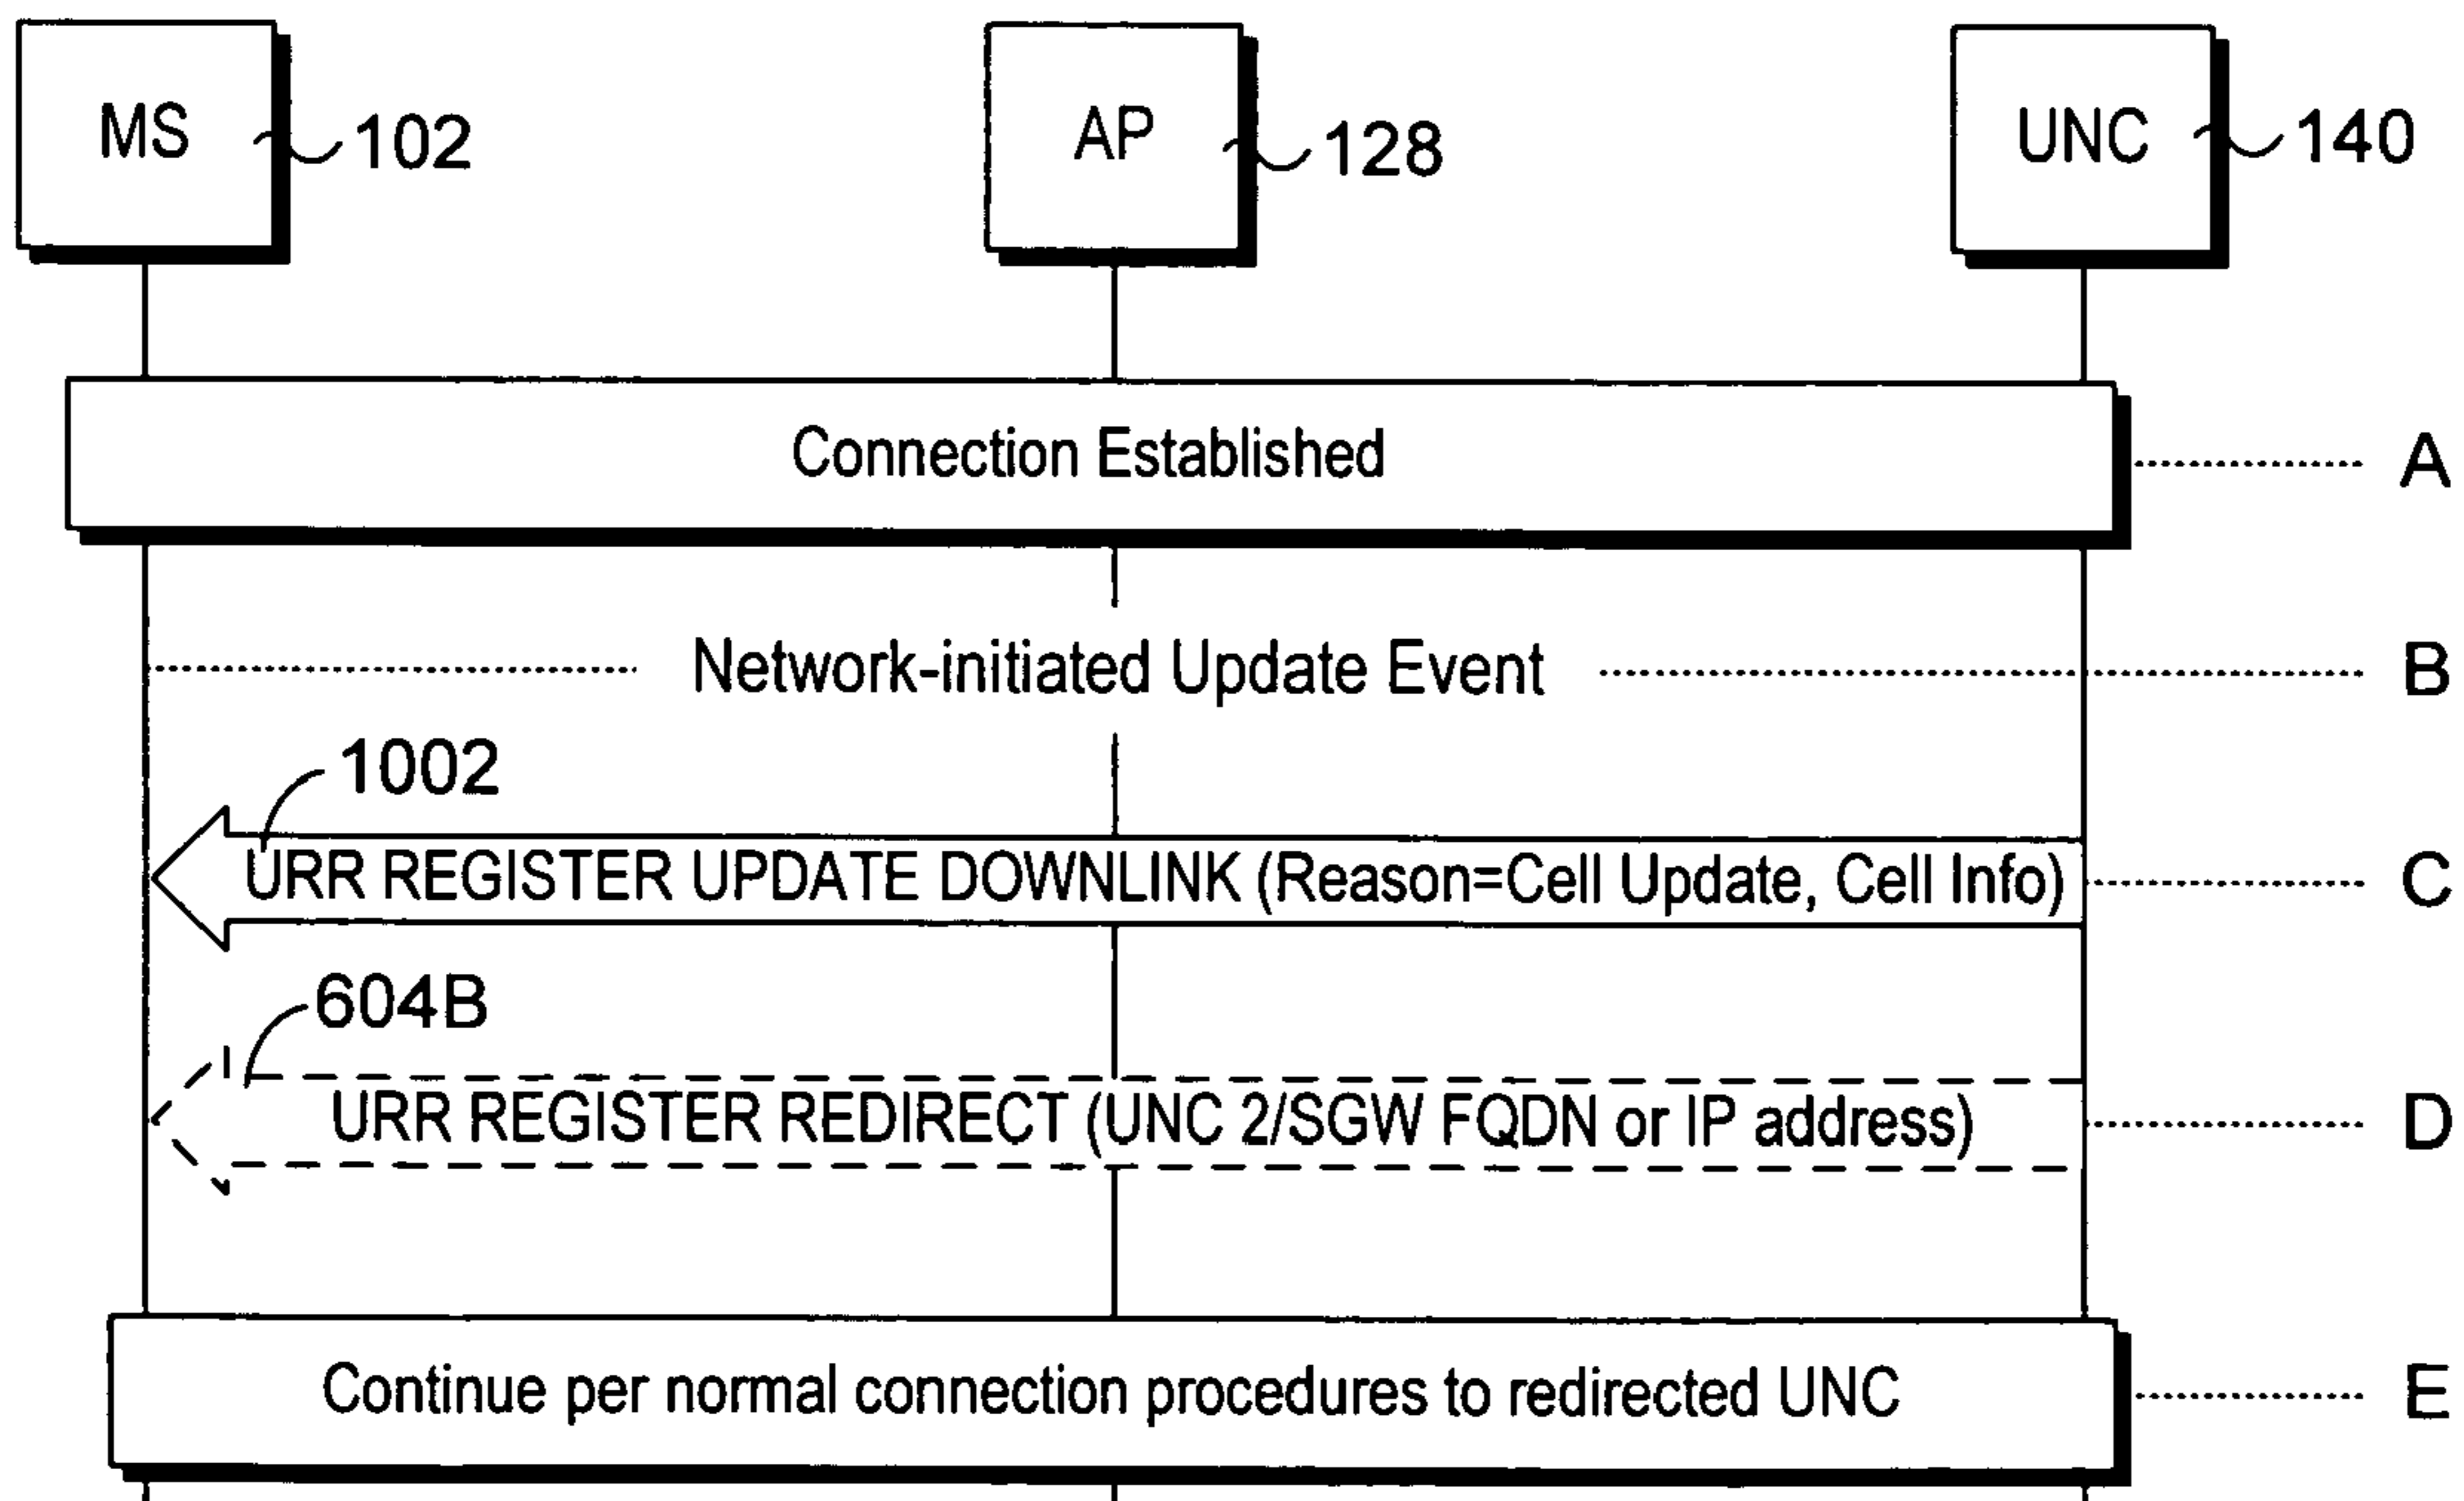 MS 102
AP 128
UNC 140
Connection Established A
Network-initiated Update Event B
1002
URR REGISTER UPDATE DOWNLINK (Reason=Cell Update, Cell Info) C
604B
URR REGISTER REDIRECT (UNC 2/SGW FQDN or IP address) D
Continue per normal connection procedures to redirected UNC E